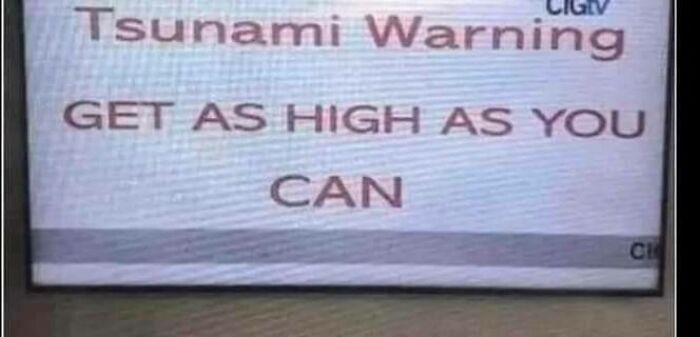 CIGtv
Tsunami Warning
GET AS HIGH AS YOU
CAN